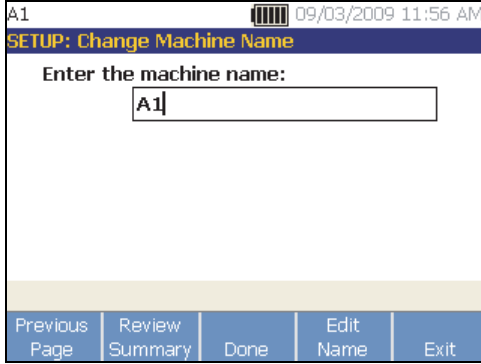 A1 09/03/2009 11:56 AM
SETUP: Change Machine Name
Enter the machine name:
A1
Previous Page
Review Summary
Done
Edit Name
Exit